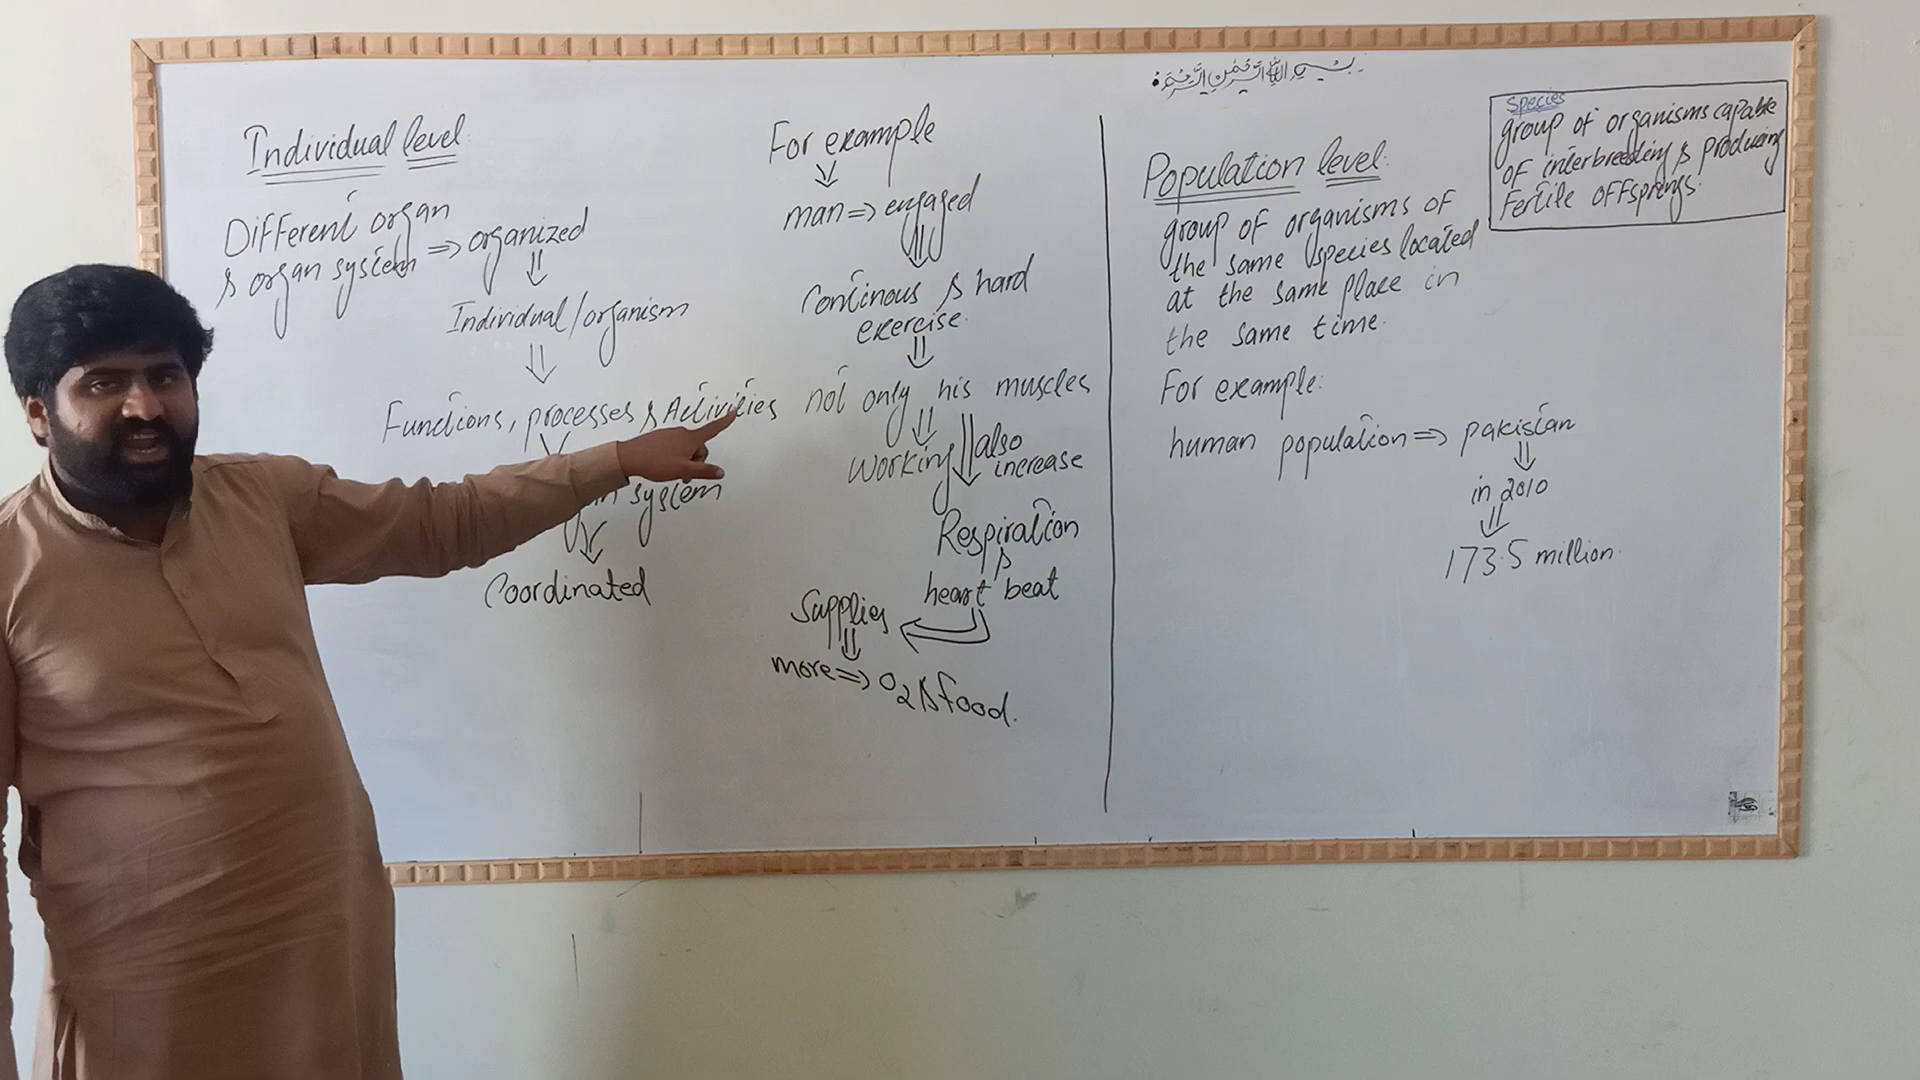 بسم الله الرحمن الرحيم
Individual level
Different organ
& organ system ⇒ organized
Individual/organism
Functions, processes & Activities
system
Coordinated
For example
man ⇒ engaged
Continous & hard
exercise.
not only his muscles
working
also
increase
Respiration
&
heart beat
Supplies
more ⇒ O2 & food.
Population level:
group of organisms of
the same species located
at the same place in
the same time.
For example:
human population ⇒ pakistan
in 2010
173.5 million.
Species
group of organisms capable
of interbreeding & producing
fertile offsprings.